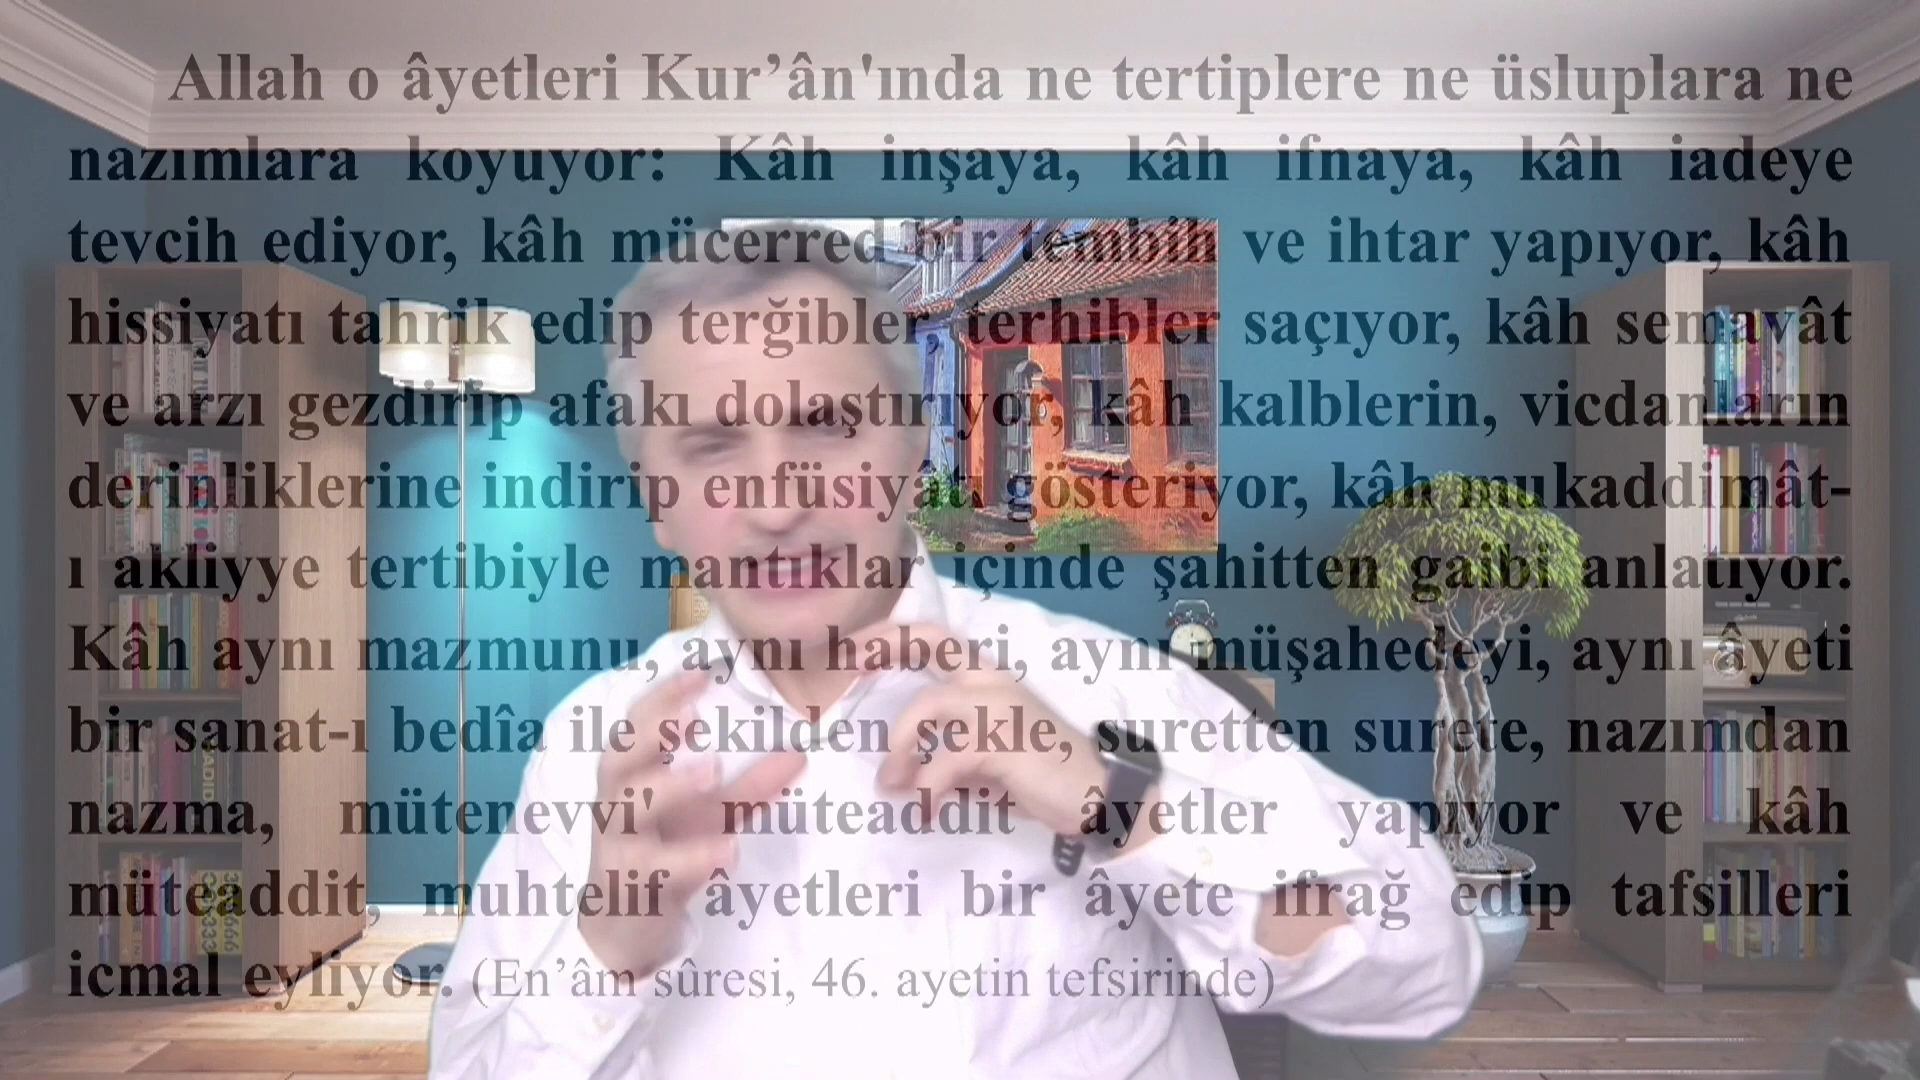 Allah o âyetleri Kur’ân'ında ne tertiplere ne üsluplara ne
nazımlara koyuyor: Kâh inşaya, kâh ifnaya, kâh iadeye
tevcih ediyor, kâh mücerred bir tembih ve ihtar yapıyor, kâh
hissiyatı tahrik edip terğibler terhibler saçıyor, kâh semavât
ve arzı gezdirip afakı dolaştırıyor, kâh kalblerin, vicdanların
derinliklerine indirip enfüsiyâtı gösteriyor, kâh mukaddimât-
ı akliyye tertibiyle mantıklar içinde şahitten gaibi anlatıyor.
Kâh aynı mazmunu, aynı haberi, aynı müşahedeyi, aynı âyeti
bir sanat-ı bedîa ile şekilden şekle, suretten surete, nazımdan
nazma, mütenevvi' müteaddit âyetler yapıyor ve kâh
müteaddit, muhtelif âyetleri bir âyete ifrağ edip tafsilleri
icmal eyliyor. (En’âm sûresi, 46. ayetin tefsirinde)